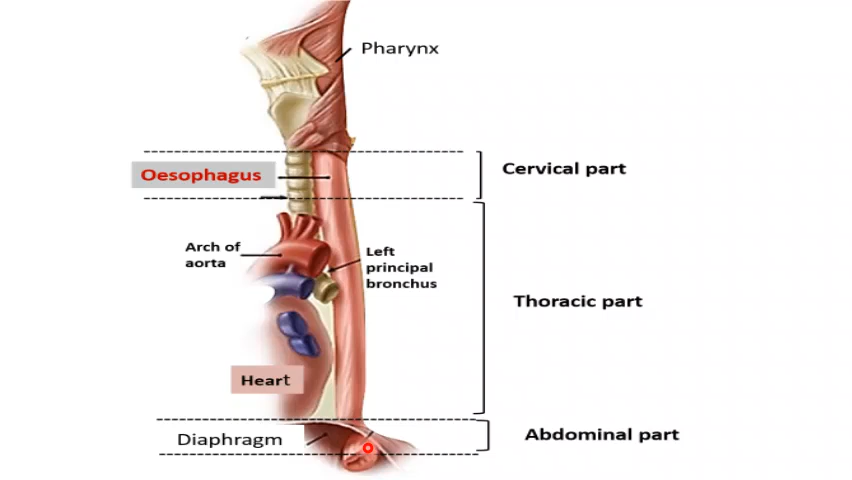 Pharynx
Cervical part
Oesophagus
Arch of
aorta
Left
principal
bronchus
Thoracic part
Heart
Diaphragm
Abdominal part